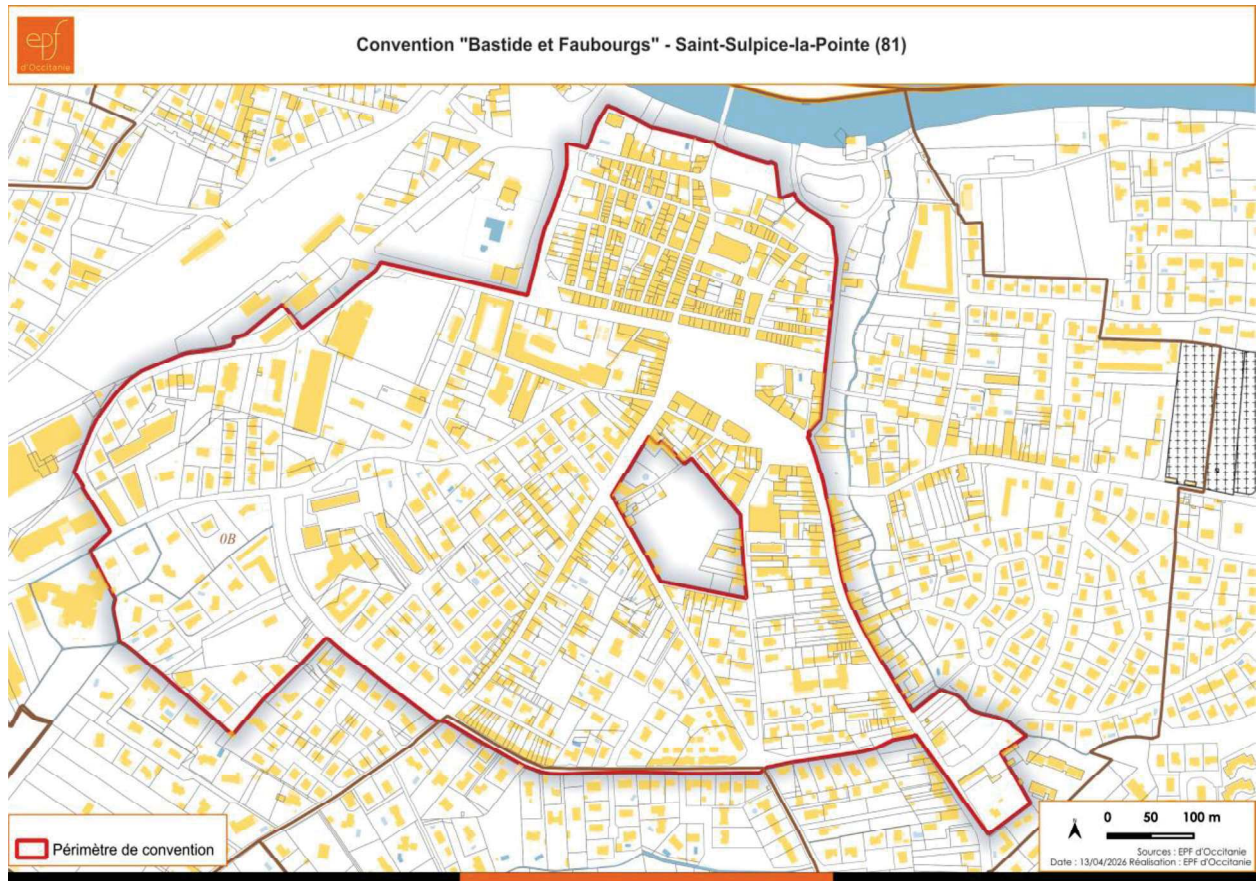 epf
d'Occitanie
Convention "Bastide et Faubourgs" - Saint-Sulpice-la-Pointe (81)
0B
Périmètre de convention
N
0 50 100 m
Sources : EPF d'Occitanie
Date : 13/04/2026 Réalisation : EPF d'Occitanie